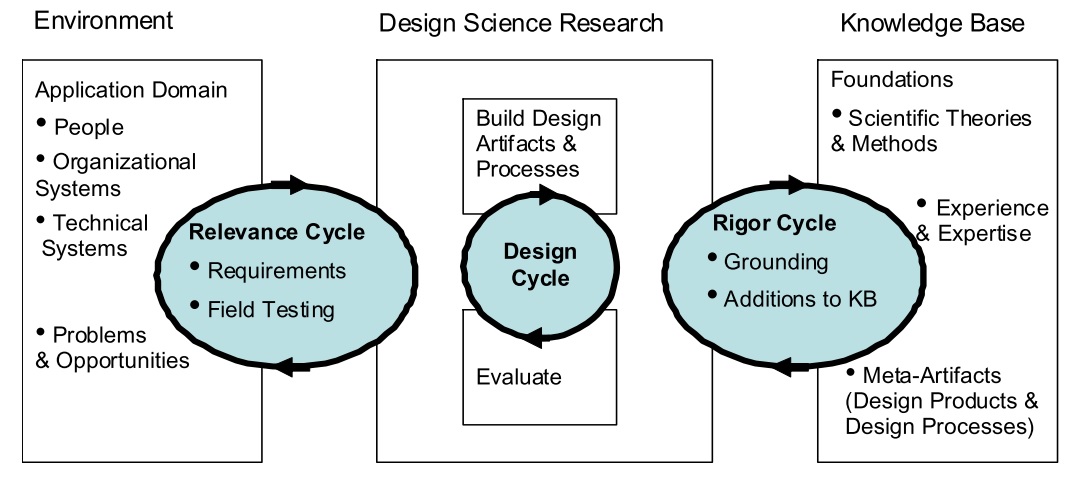 Environment
Design Science Research
Knowledge Base
Application Domain
• People
• Organizational
Systems
• Technical
Systems
• Problems
& Opportunities
Relevance Cycle
• Requirements
• Field Testing
Build Design
Artifacts &
Processes
Design
Cycle
Evaluate
Rigor Cycle
• Grounding
• Additions to KB
Foundations
• Scientific Theories
& Methods
• Experience
& Expertise
• Meta-Artifacts
(Design Products &
Design Processes)